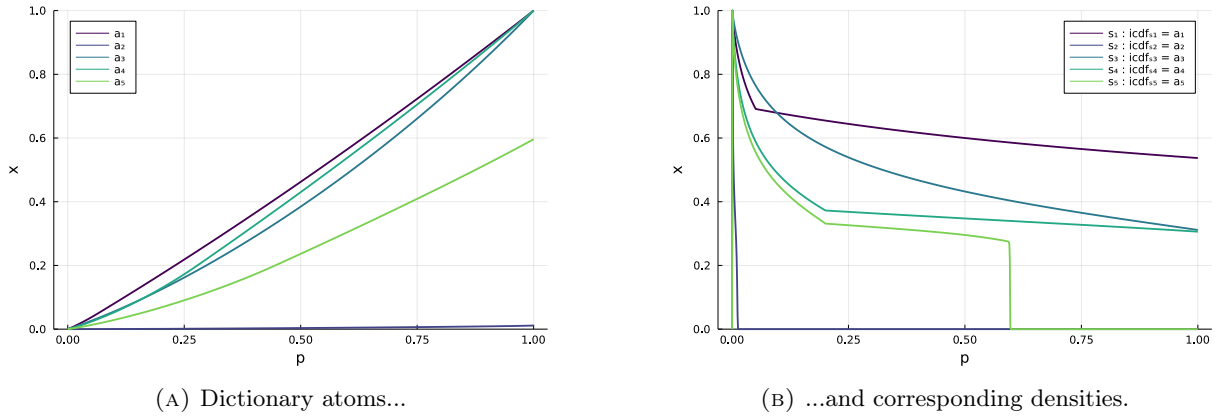 1.0
0.8
0.6
0.4
0.2
0.0
x
a₁
a₂
a₃
a₄
a₅
0.00 0.25 0.50 0.75 1.00
p
(A) Dictionary atoms...
1.0
0.8
0.6
0.4
0.2
0.0
x
s₁ : icdfₛ₁ = a₁
s₂ : icdfₛ₂ = a₂
s₃ : icdfₛ₃ = a₃
s₄ : icdfₛ₄ = a₄
s₅ : icdfₛ₅ = a₅
0.00 0.25 0.50 0.75 1.00
p
(B) ...and corresponding densities.